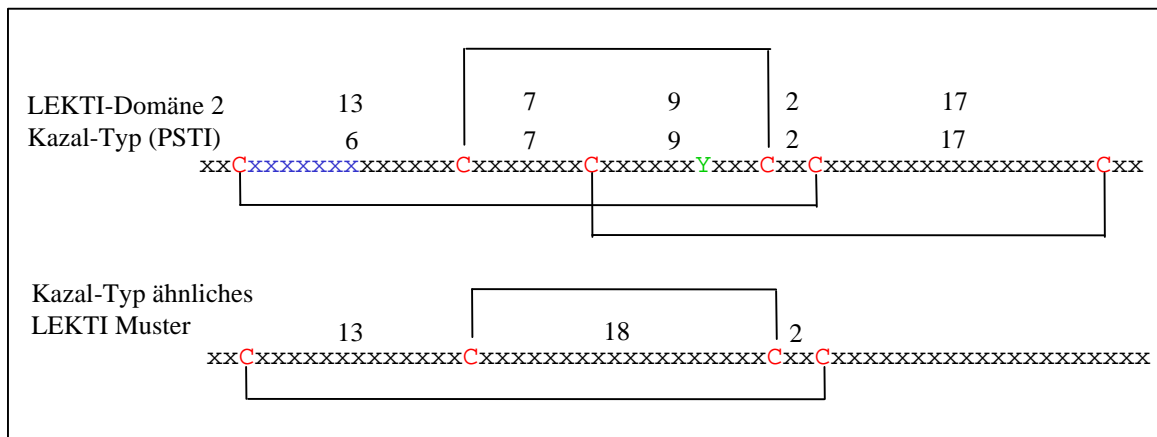 LEKTI-Domäne 2 13 7 9 2 17
Kazal-Typ (PSTI) 6 7 9 2 17
xxCxxxxxxxxxxxxxCxxxxxxxCxxxxxxYxxxCxxCxxxxxxxxxxxxxxxxxCxx
Kazal-Typ ähnliches
LEKTI Muster 13 18 2
xxCxxxxxxxxxxxxxCxxxxxxxxxxxxxxxxxxCxxCxxxxxxxxxxxxxxxxxxxx